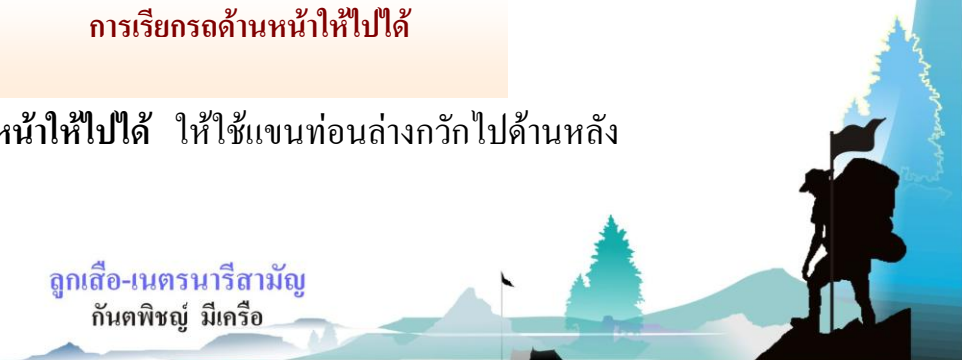 การเรียกรถด้านหน้าให้ไปได้
หน้าให้ไปได้ ให้ใช้แขนท่อนล่างกวักไปด้านหลัง
ลูกเสือ-เนตรนารีสามัญ
กันตพิชญ์ มีเครือ